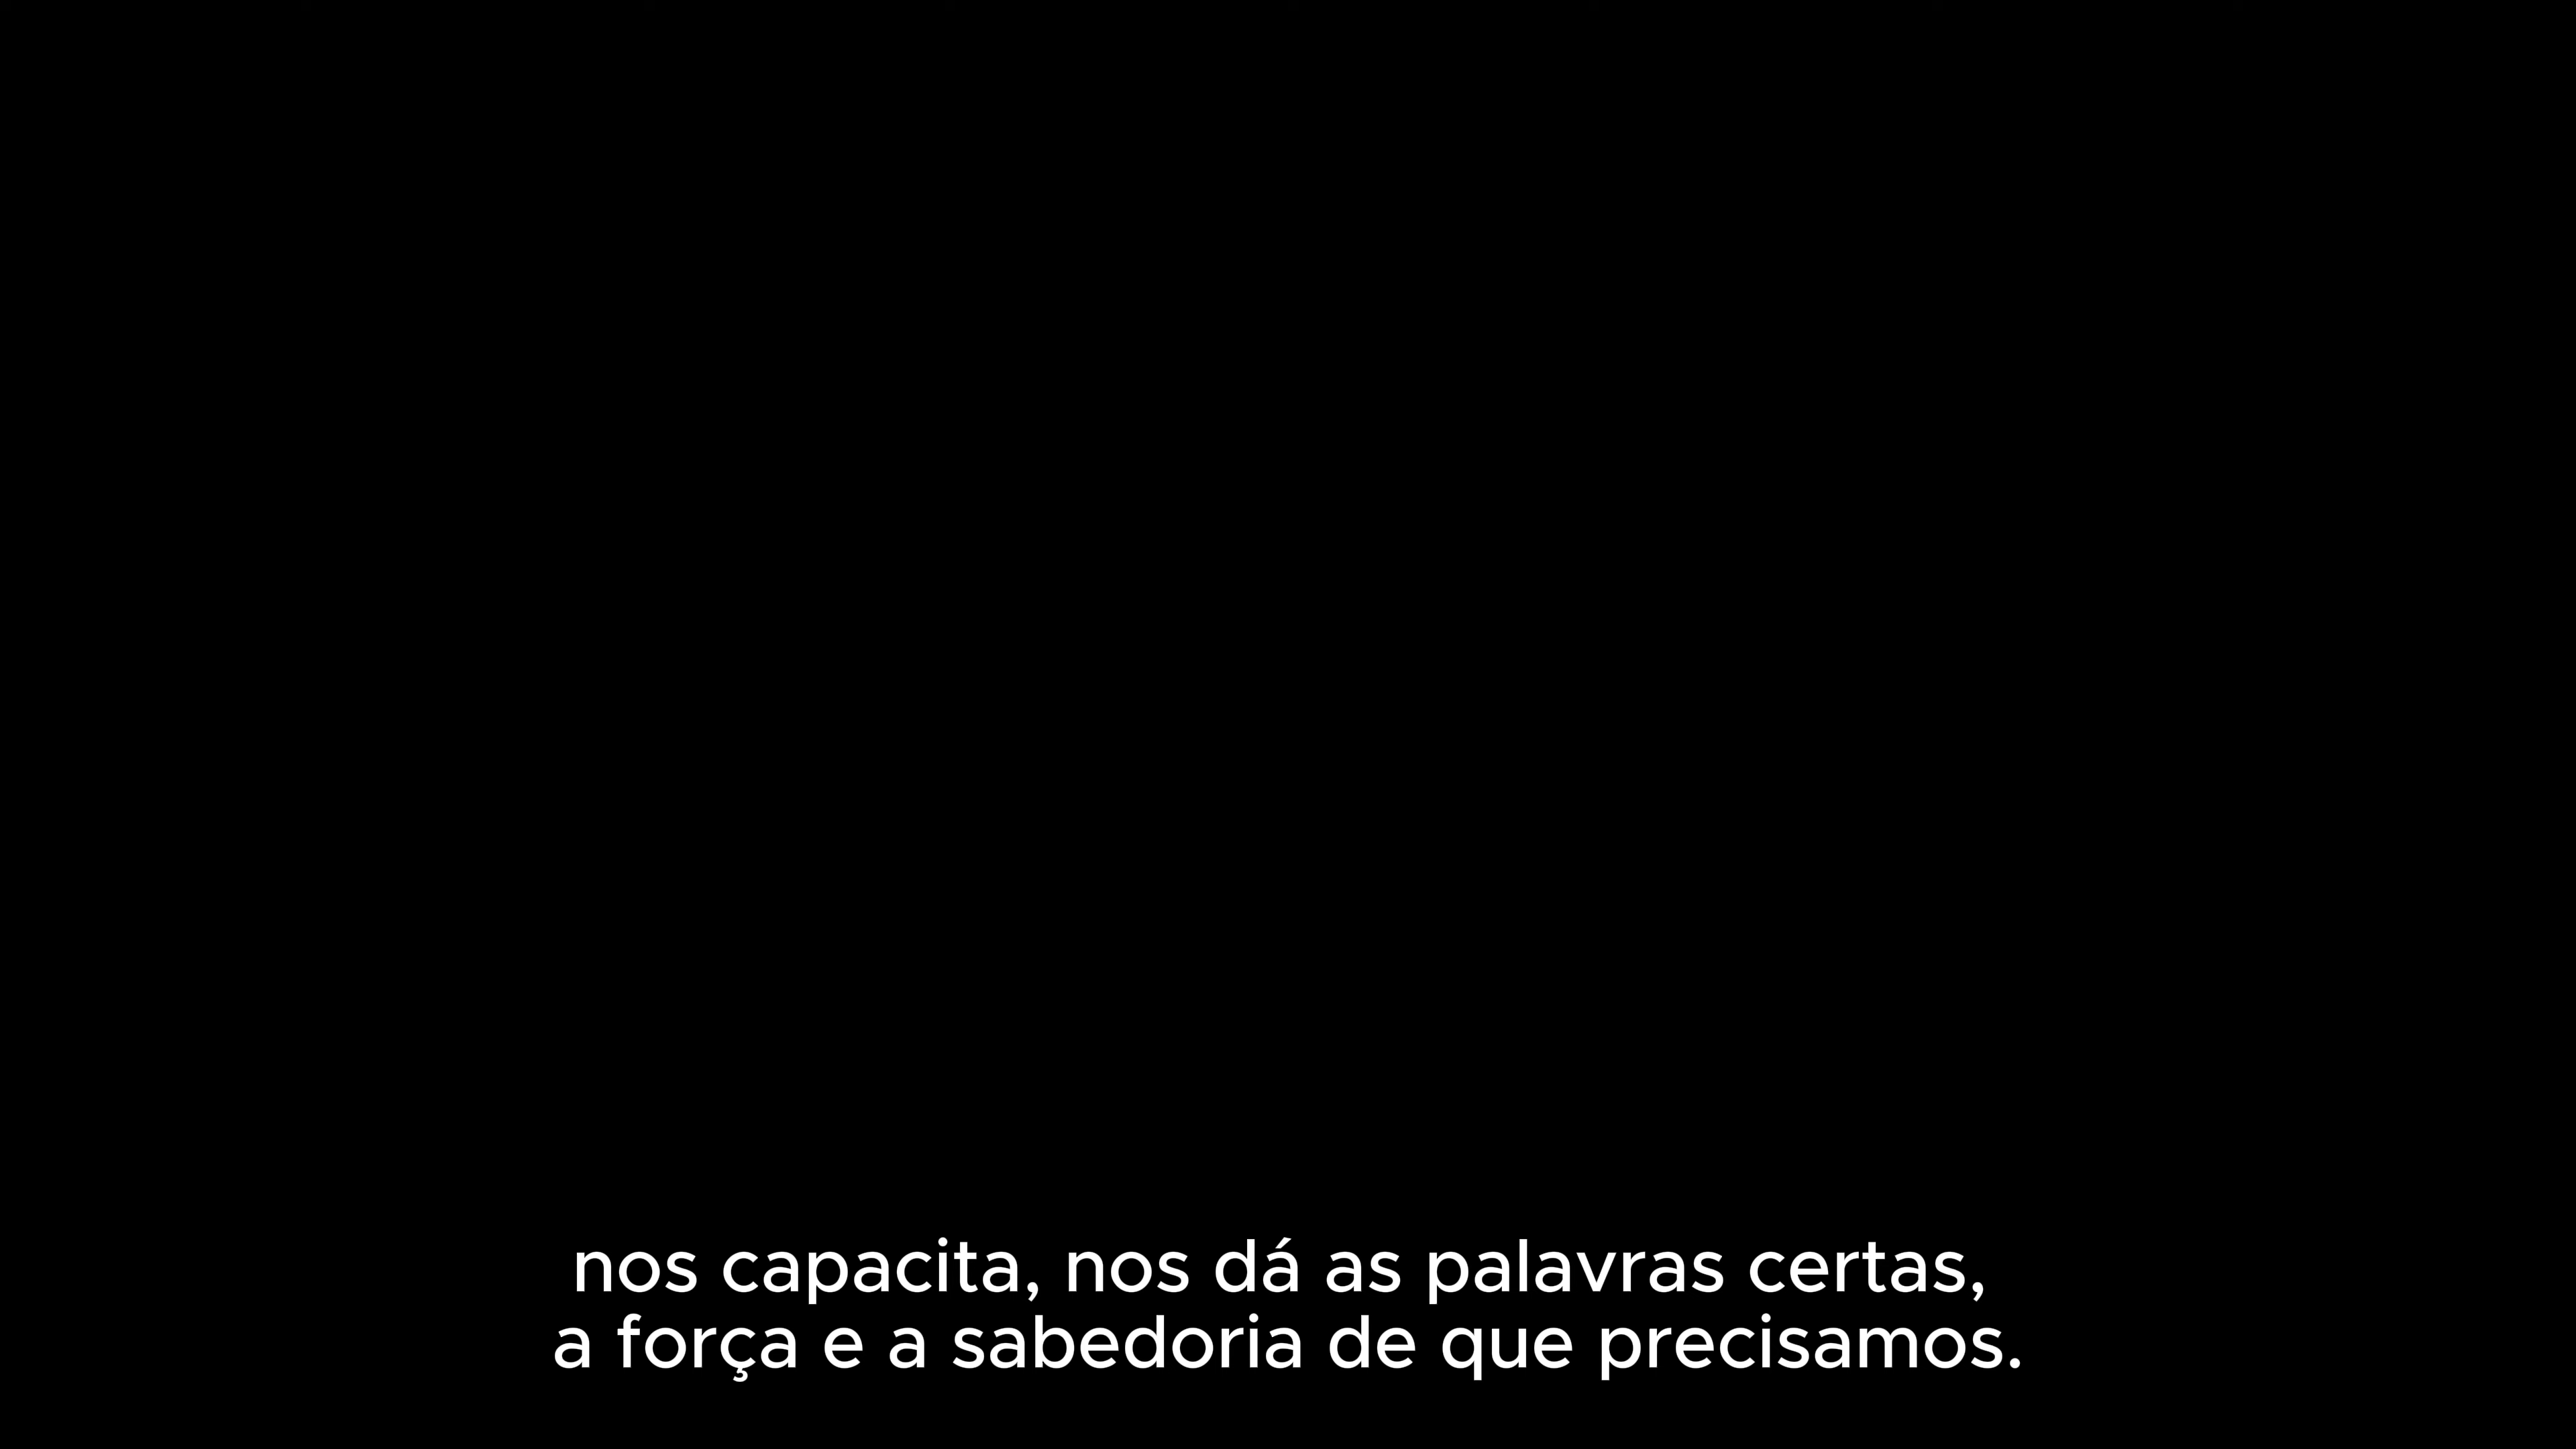 nos capacita, nos dá as palavras certas,
a força e a sabedoria de que precisamos.